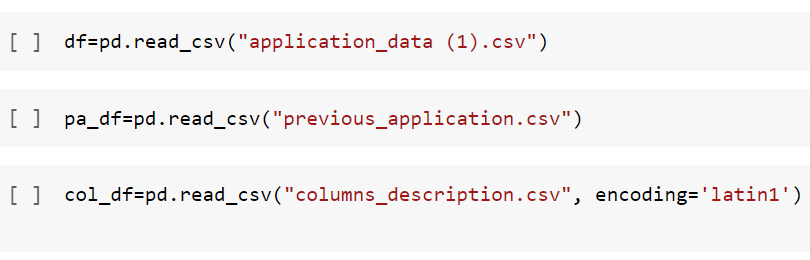 [ ] df=pd.read_csv("application_data (1).csv")
[ ] pa_df=pd.read_csv("previous_application.csv")
[ ] col_df=pd.read_csv("columns_description.csv", encoding='latin1')